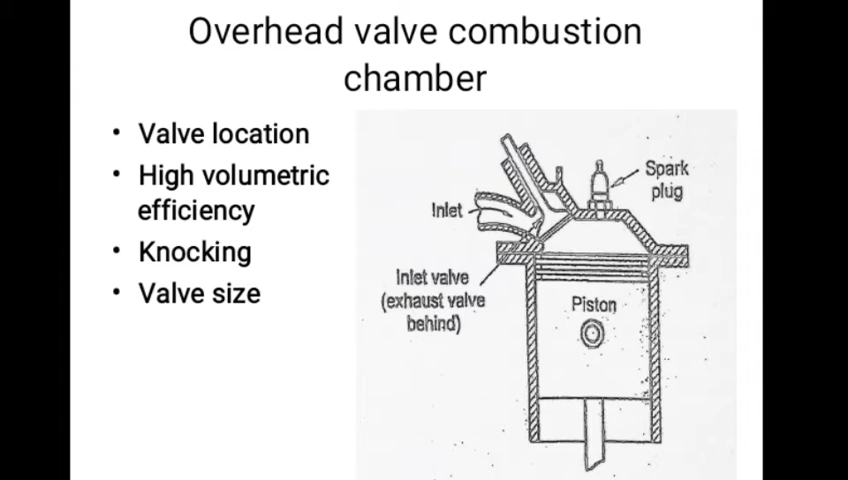 Overhead valve combustion
chamber
• Valve location
• High volumetric
efficiency
• Knocking
• Valve size
Spark
plug
Inlet
Inlet valve
(exhaust valve
behind)
Piston